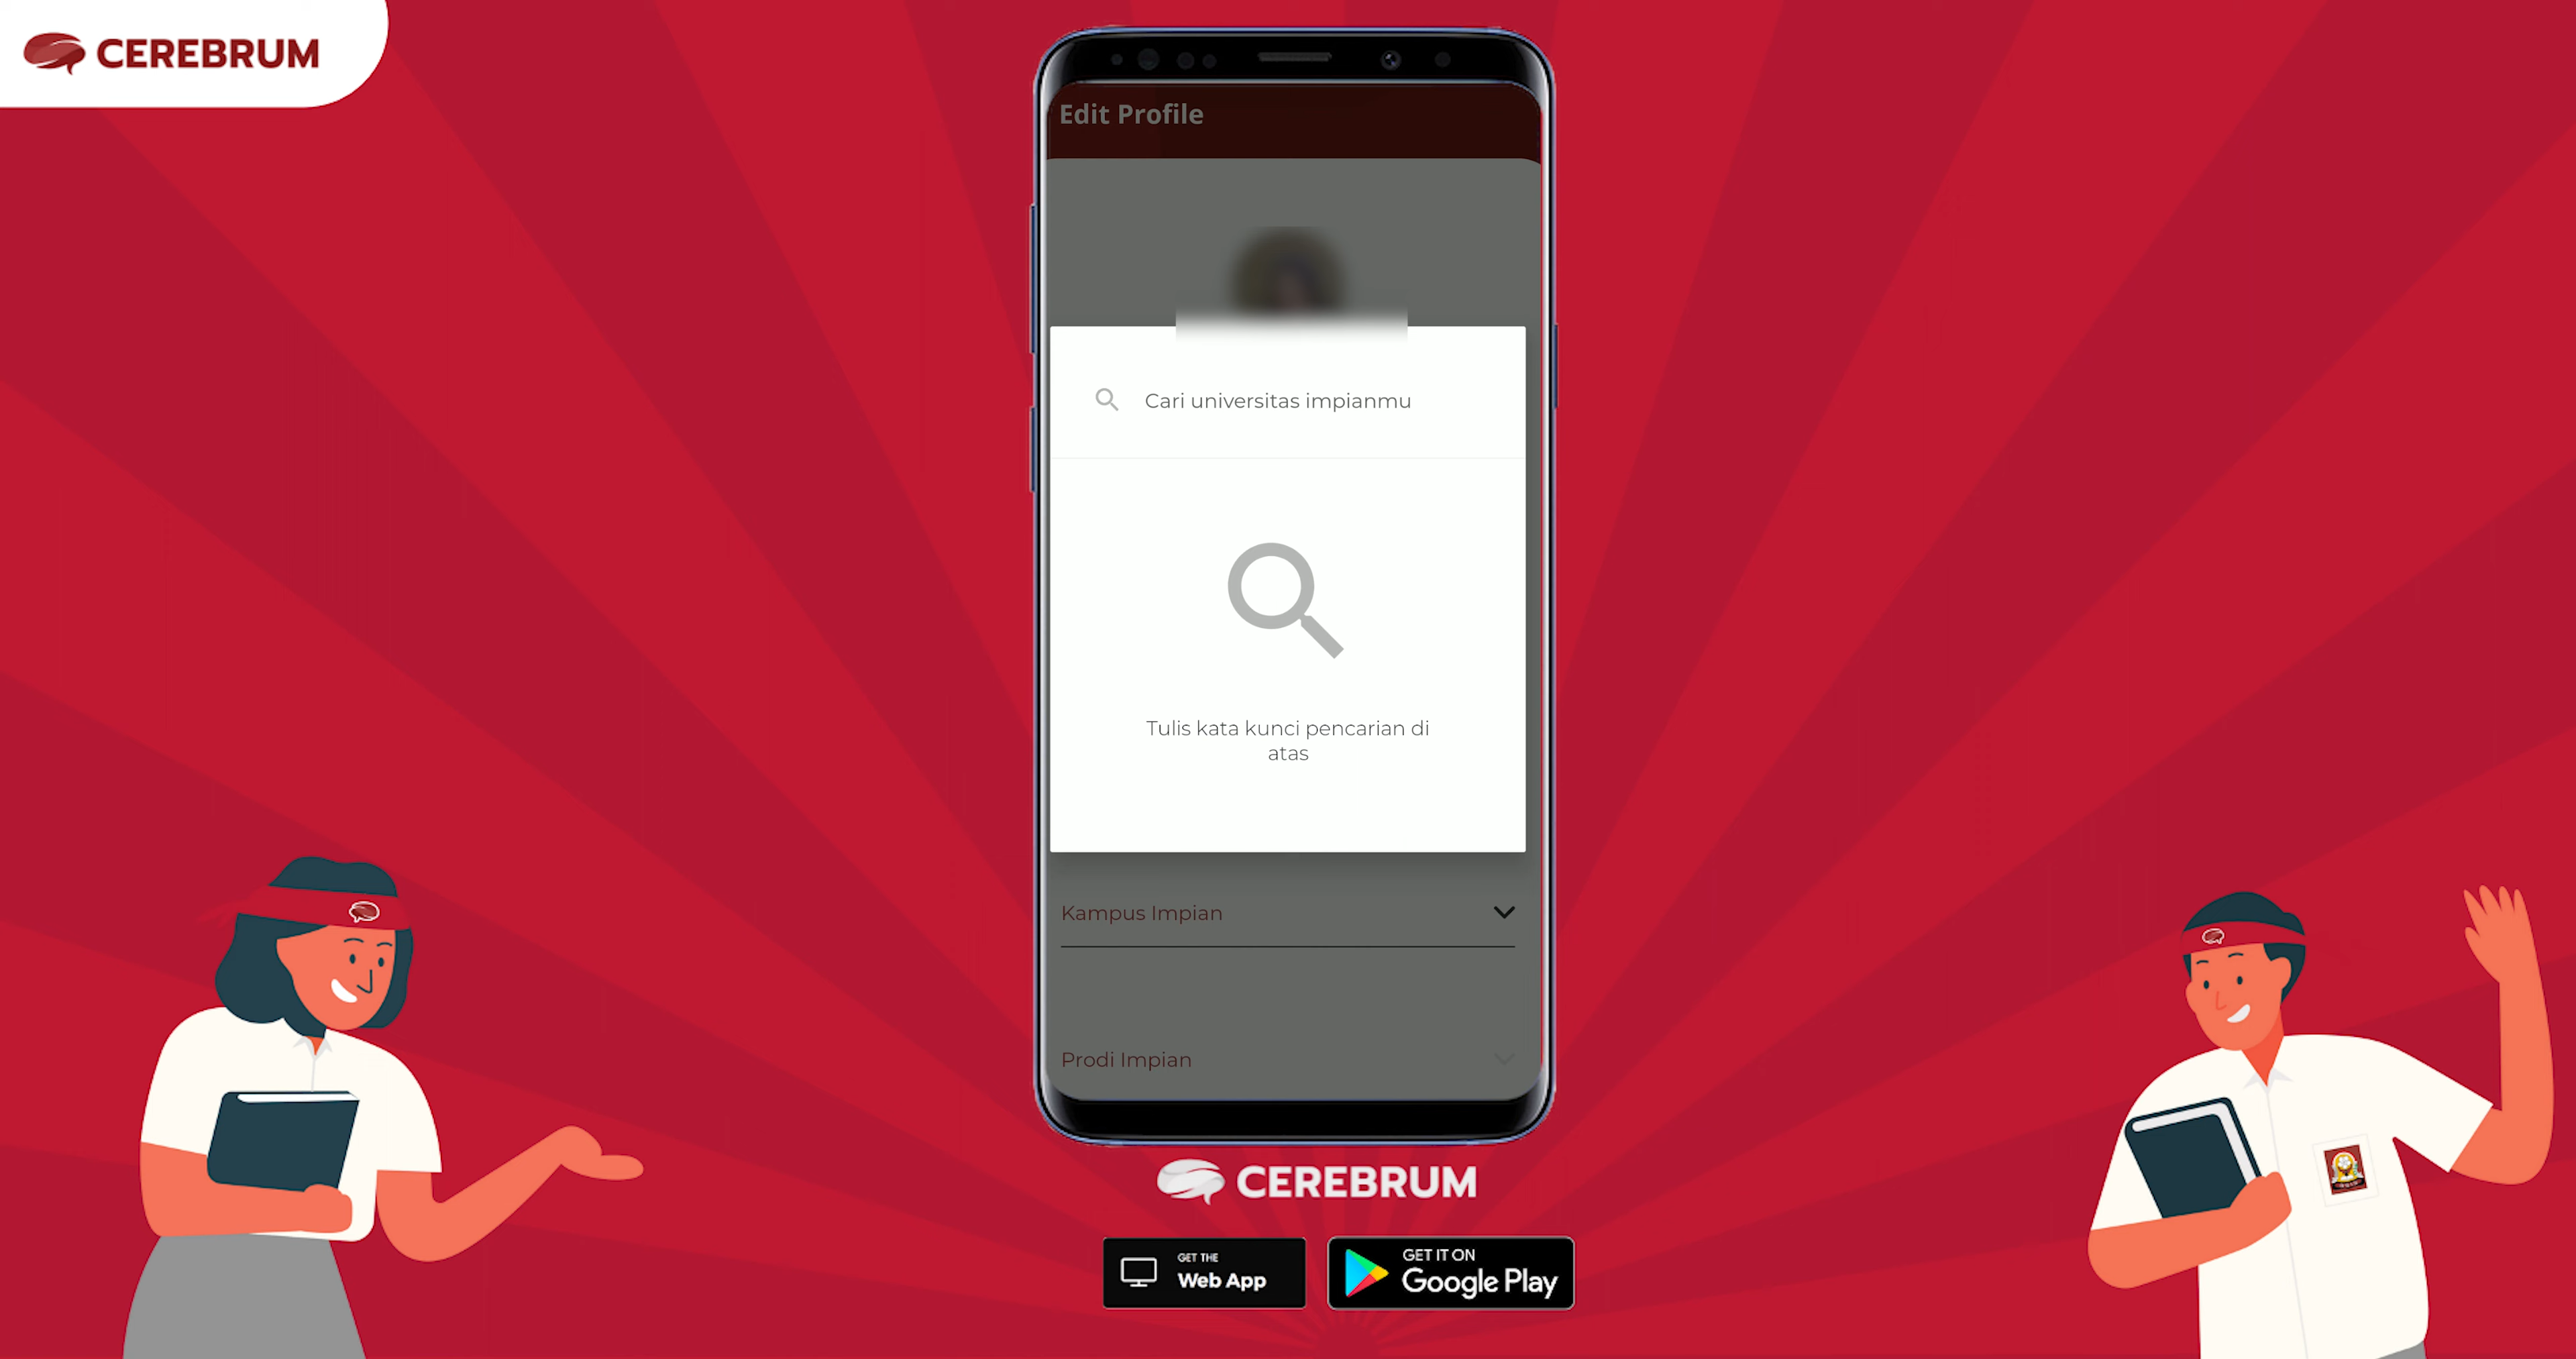 CEREBRUM
Edit Profile
Cari universitas impianmu
Tulis kata kunci pencarian di
atas
Kampus Impian
Prodi Impian
CEREBRUM
GET THE
Web App
GET IT ON
Google Play